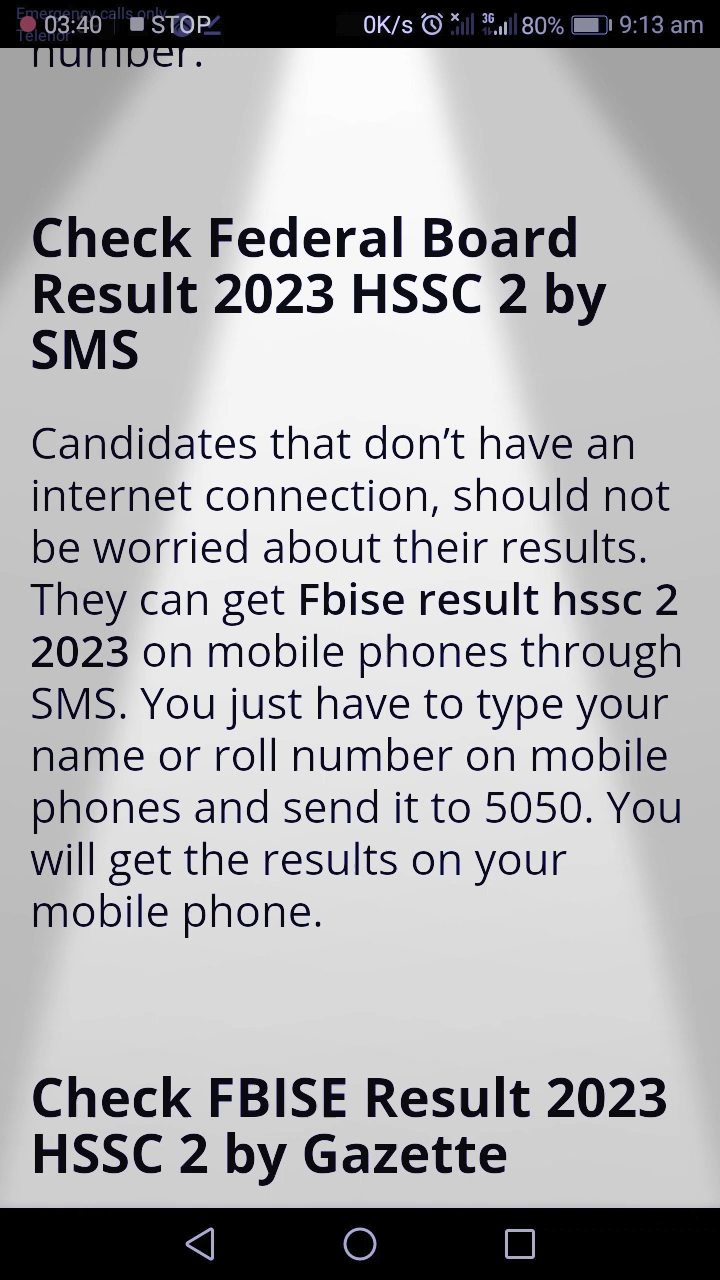 Emergency calls only
Telenor
03:40 STOP 0K/s 3G 80% 9:13 am
number.
Check Federal Board
Result 2023 HSSC 2 by
SMS
Candidates that don’t have an
internet connection, should not
be worried about their results.
They can get Fbise result hssc 2
2023 on mobile phones through
SMS. You just have to type your
name or roll number on mobile
phones and send it to 5050. You
will get the results on your
mobile phone.
Check FBISE Result 2023
HSSC 2 by Gazette